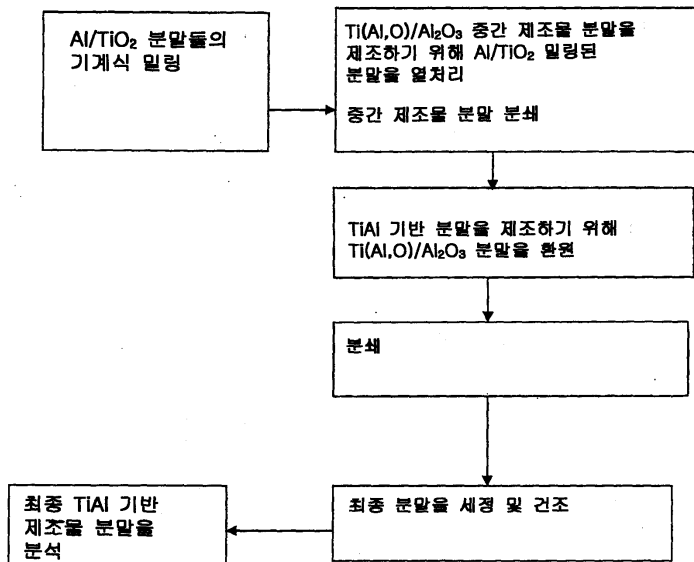 Al/TiO₂ 분말들의
기계식 밀링
Ti(Al,O)/Al₂O₃ 중간 제조물 분말을
제조하기 위해 Al/TiO₂ 밀링된
분말을 열처리
중간 제조물 분말 분쇄
TiAl 기반 분말을 제조하기 위해
Ti(Al,O)/Al₂O₃ 분말을 환원
분쇄
최종 분말을 세정 및 건조
최종 TiAl 기반
제조물 분말을
분석